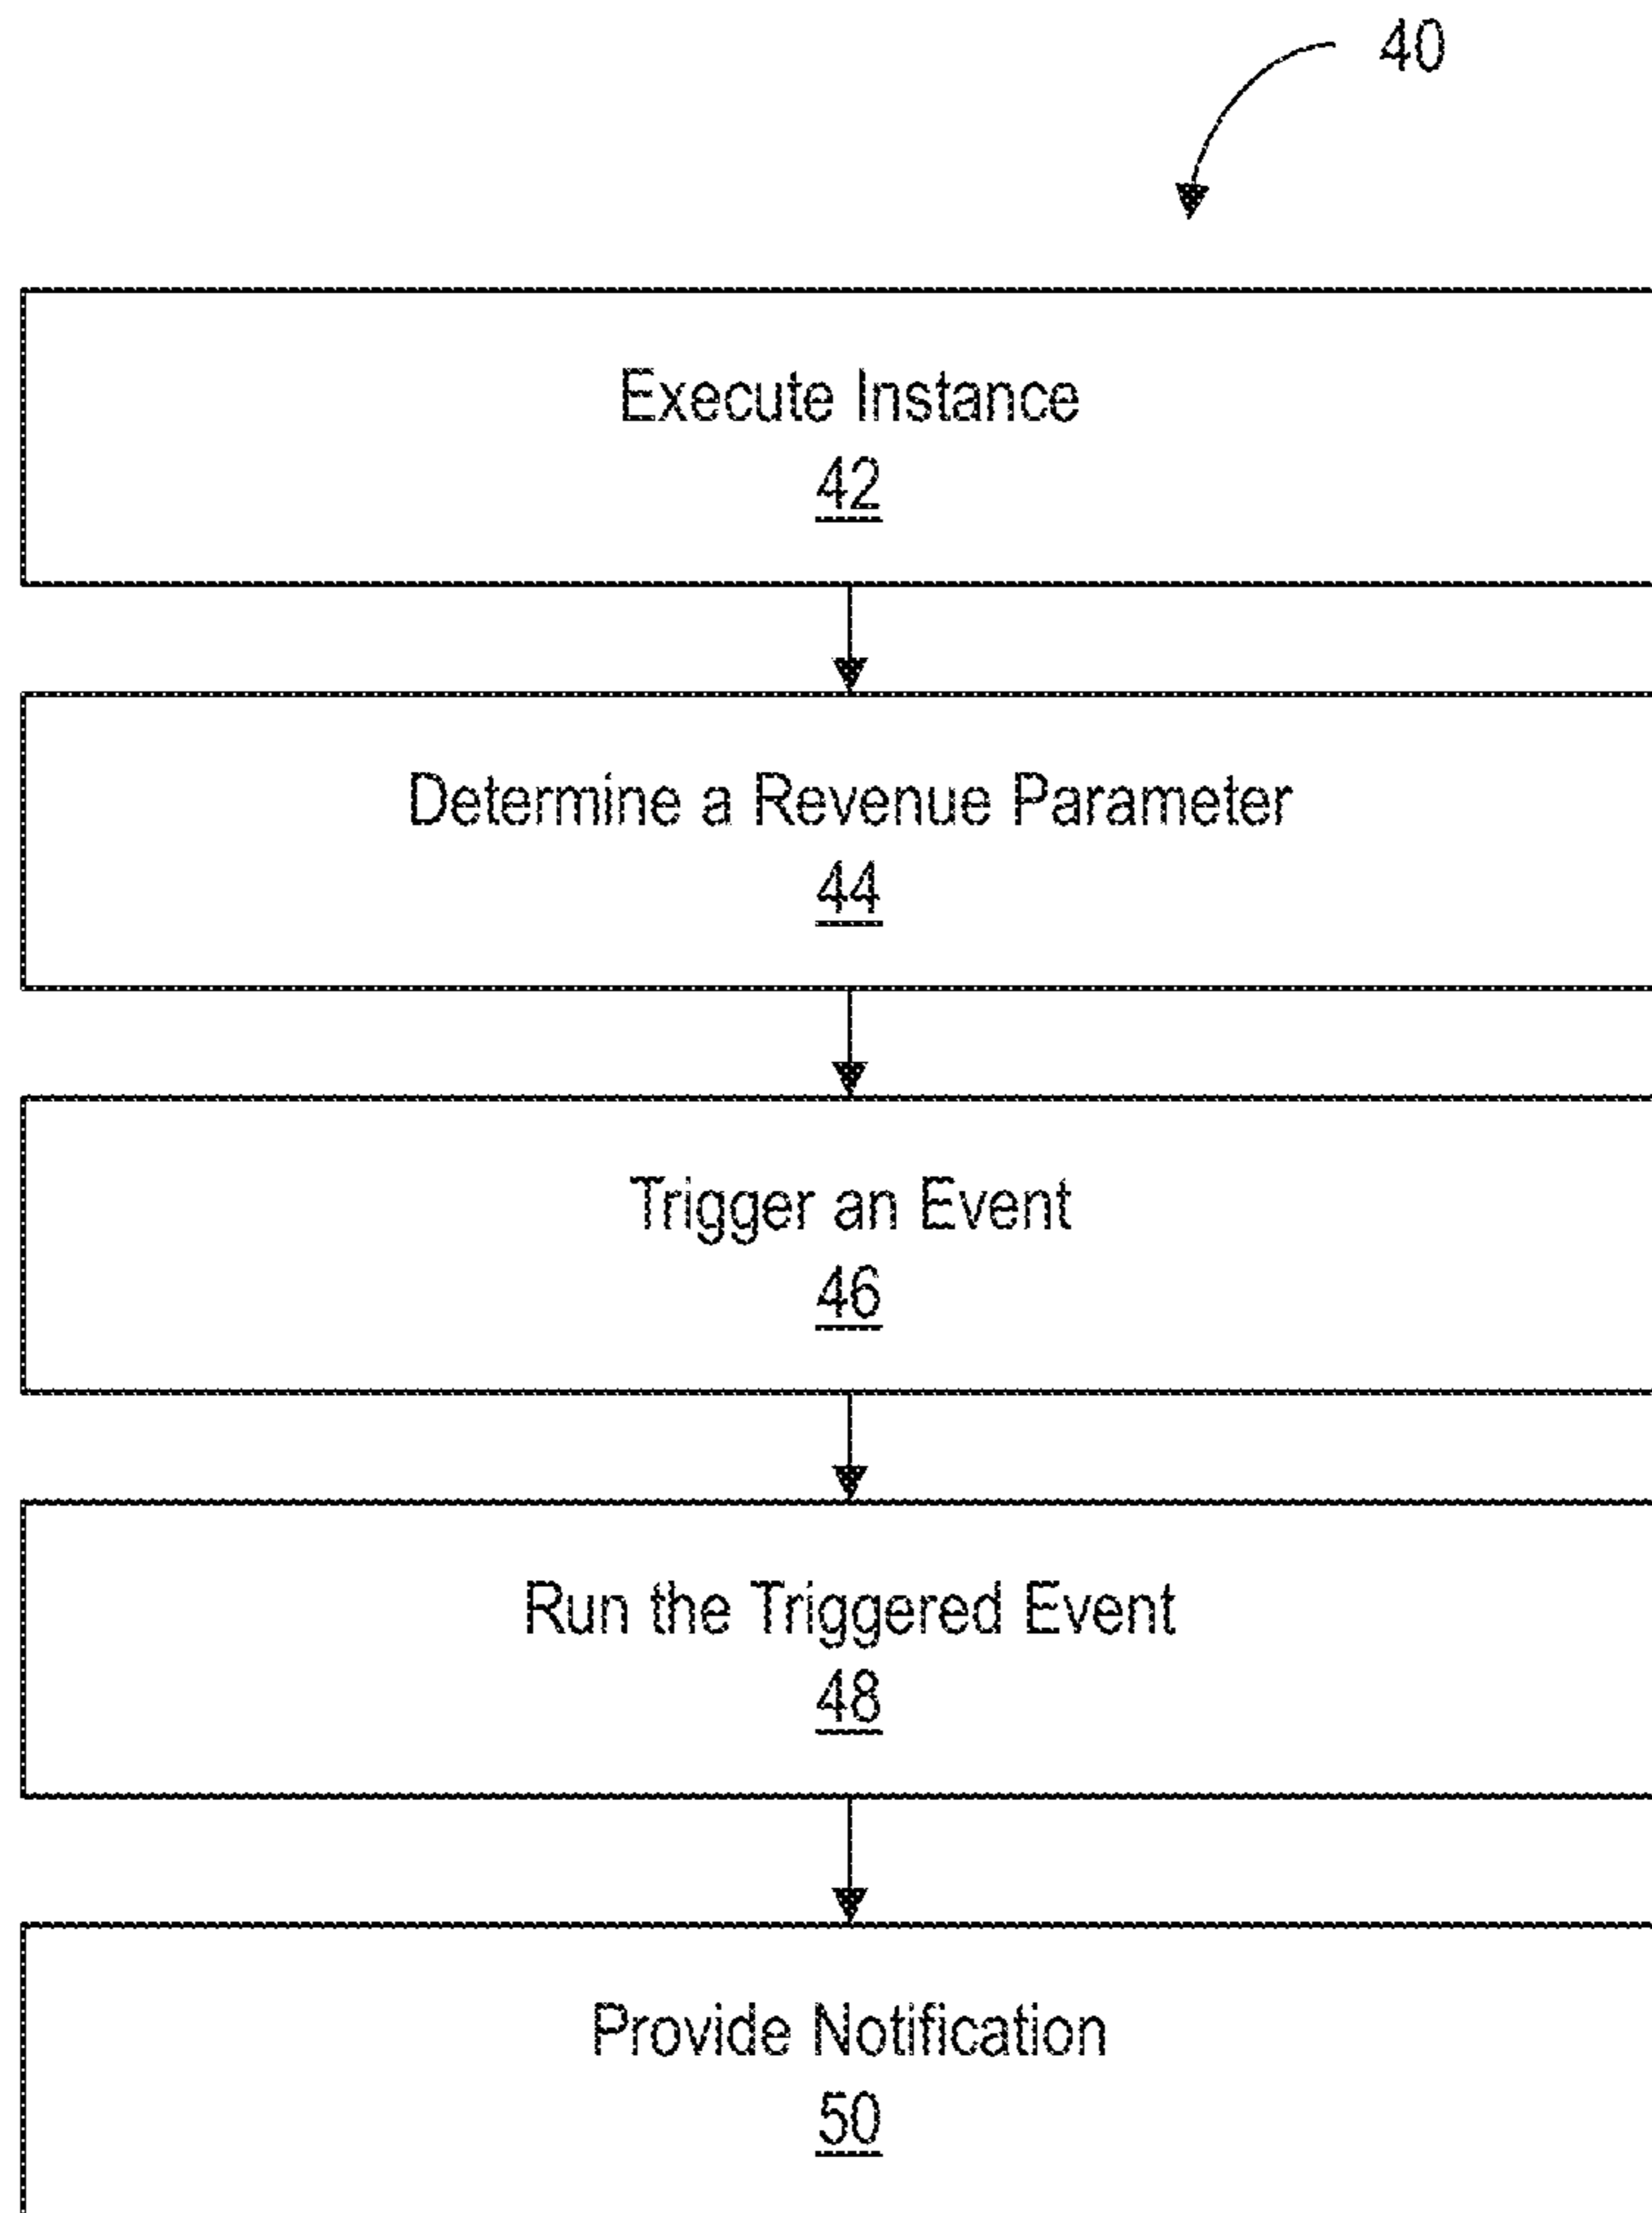 40
Execute Instance
42
Determine a Revenue Parameter
44
Trigger an Event
46
Run the Triggered Event
48
Provide Notification
50